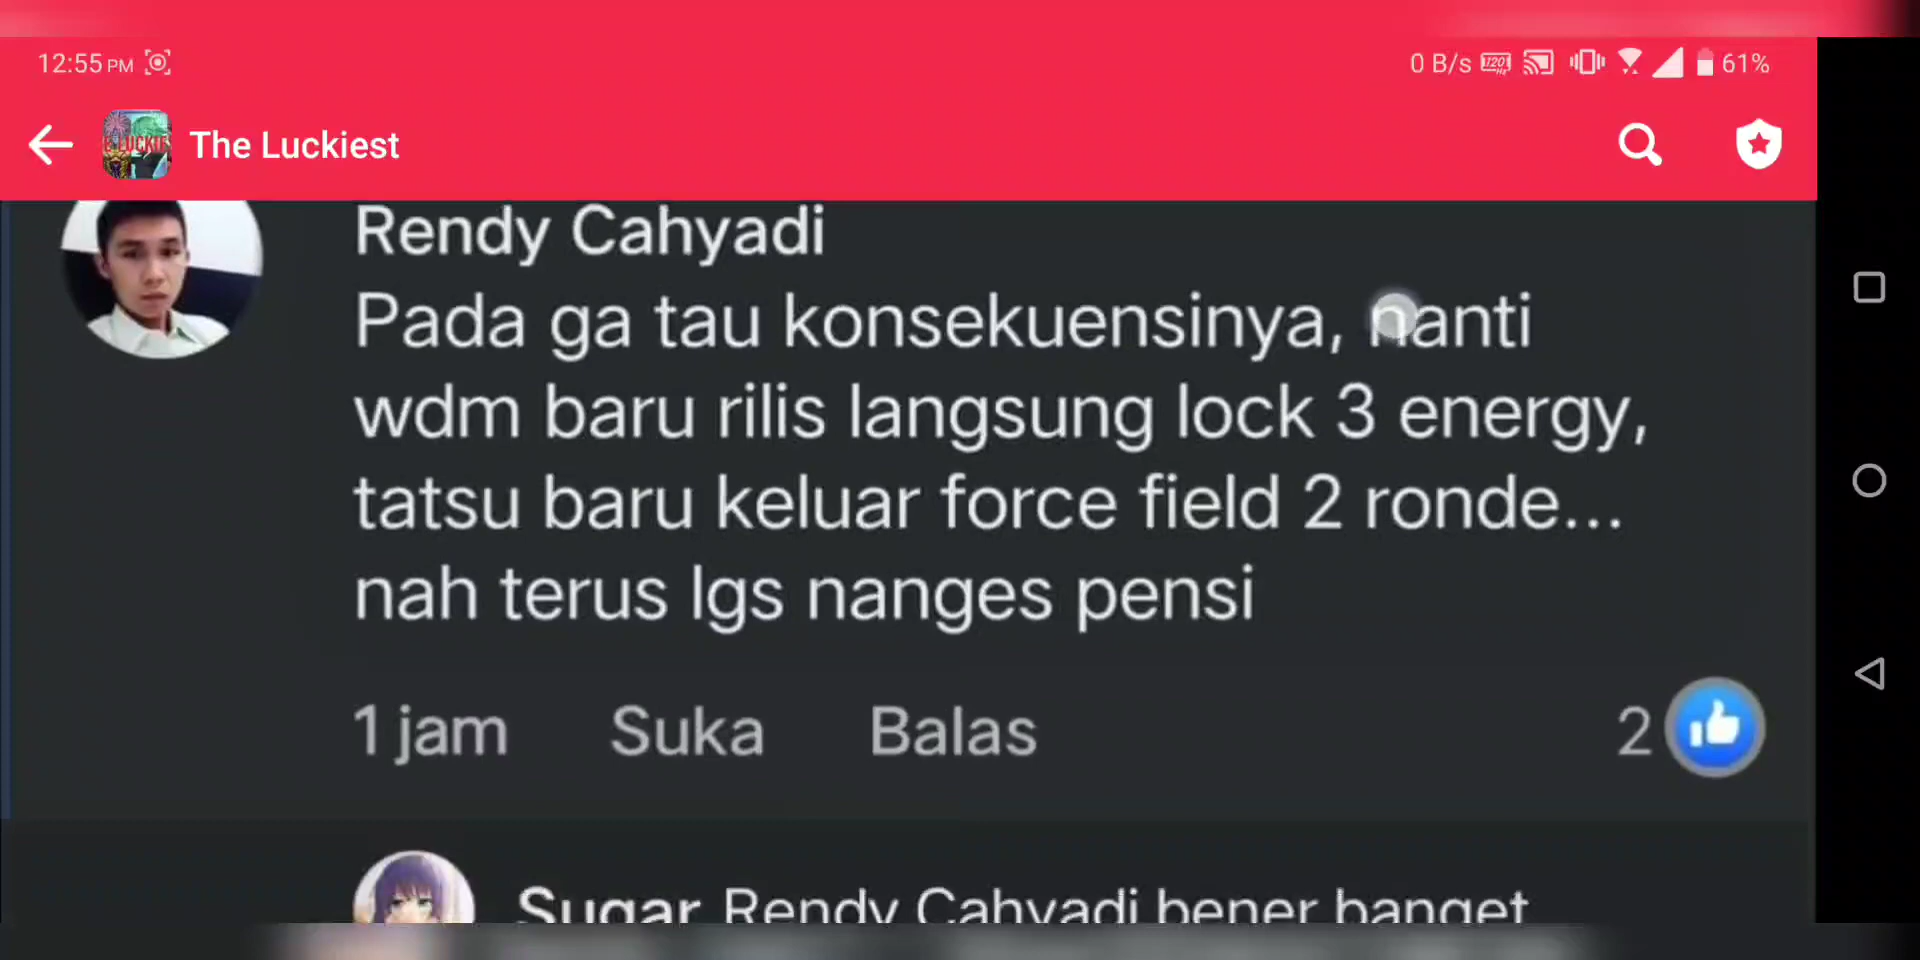 12:55 PM
0 B/s 120 Hz 61%
The Luckiest
Rendy Cahyadi
Pada ga tau konsekuensinya, nanti
wdm baru rilis langsung lock 3 energy,
tatsu baru keluar force field 2 ronde...
nah terus lgs nanges pensi
1 jam Suka Balas 2
Sugar Rendy Cahyadi bener banget